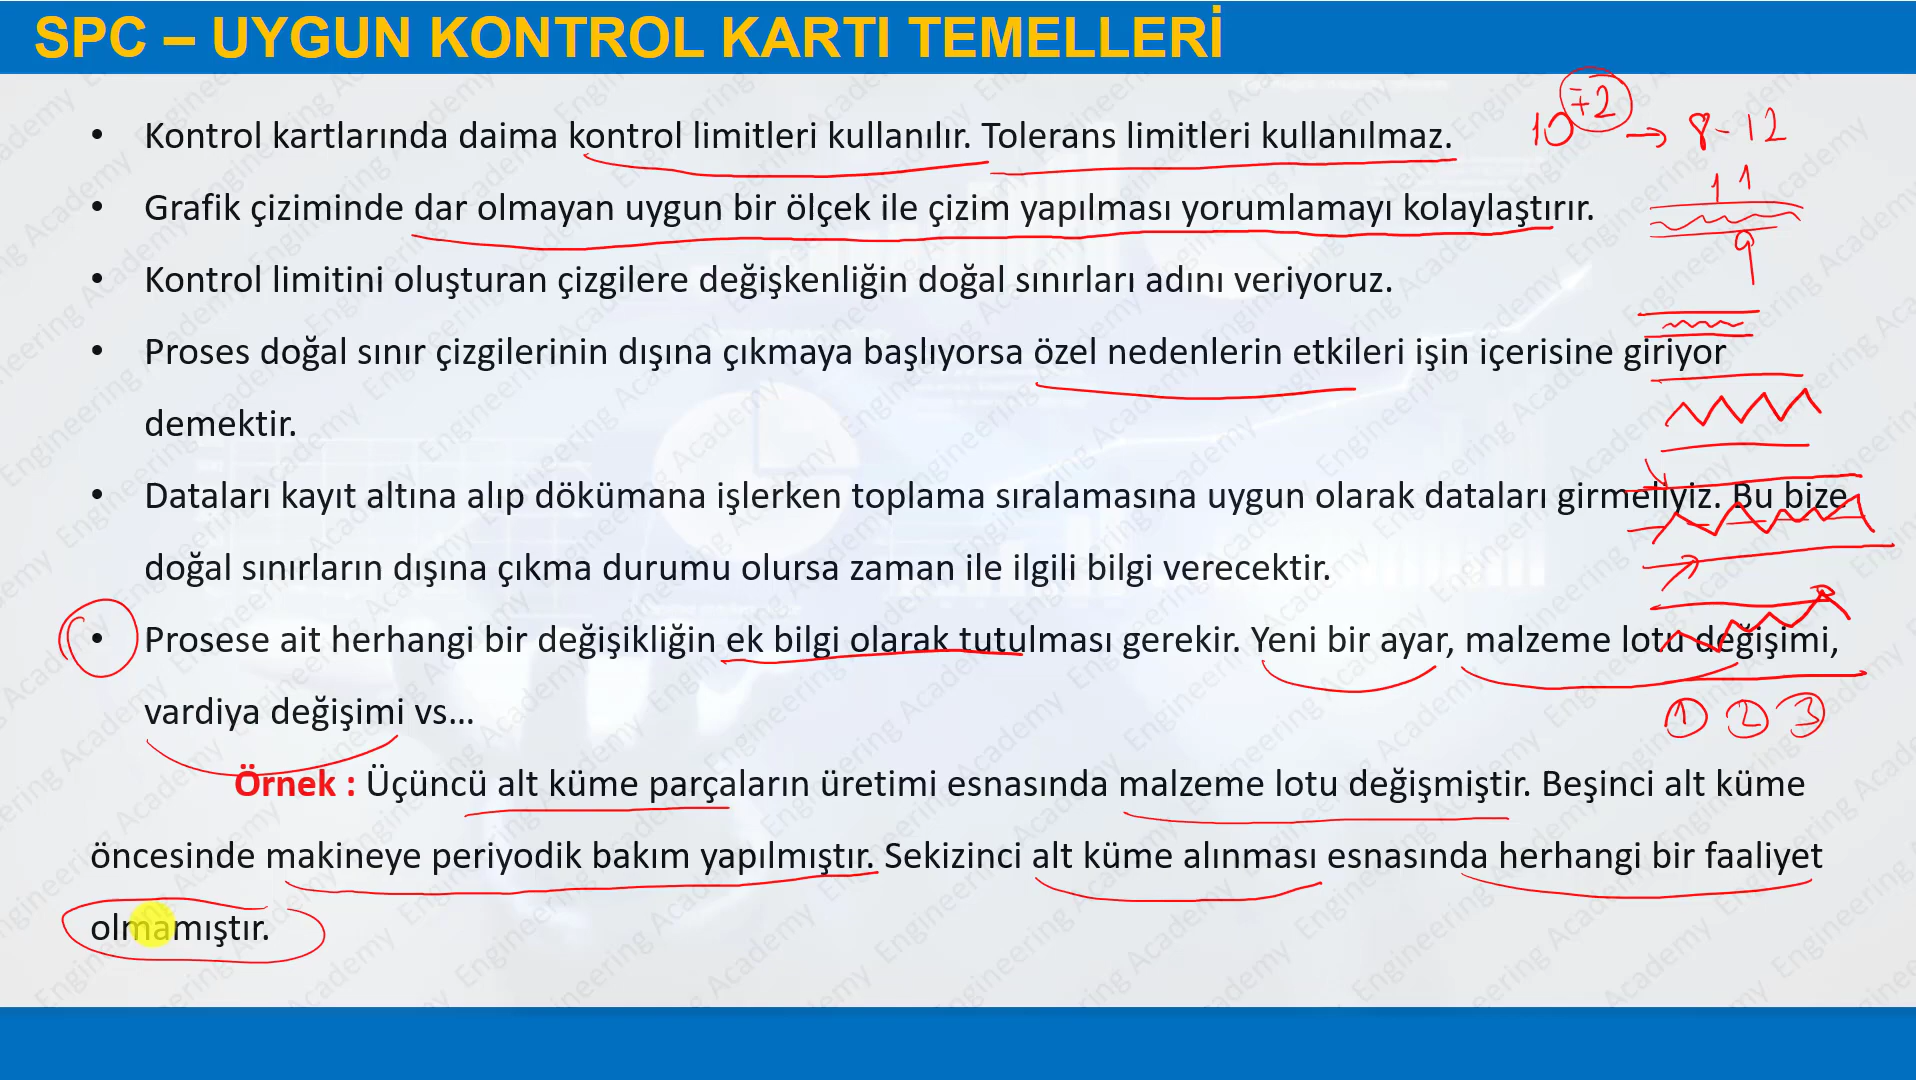 SPC – UYGUN KONTROL KARTI TEMELLERİ
10 ∓2 → 8-12
• Kontrol kartlarında daima kontrol limitleri kullanılır. Tolerans limitleri kullanılmaz.
11
• Grafik çiziminde dar olmayan uygun bir ölçek ile çizim yapılması yorumlamayı kolaylaştırır.
9
• Kontrol limitini oluşturan çizgilere değişkenliğin doğal sınırları adını veriyoruz.
• Proses doğal sınır çizgilerinin dışına çıkmaya başlıyorsa özel nedenlerin etkileri işin içerisine giriyor
demektir.
• Dataları kayıt altına alıp dökümana işlerken toplama sıralamasına uygun olarak dataları girmeliyiz. Bu bize
doğal sınırların dışına çıkma durumu olursa zaman ile ilgili bilgi verecektir.
• Prosese ait herhangi bir değişikliğin ek bilgi olarak tutulması gerekir. Yeni bir ayar, malzeme lotu değişimi,
vardiya değişimi vs...
1 2 3
Örnek : Üçüncü alt küme parçaların üretimi esnasında malzeme lotu değişmiştir. Beşinci alt küme
öncesinde makineye periyodik bakım yapılmıştır. Sekizinci alt küme alınması esnasında herhangi bir faaliyet
olmamıştır.
Engineering Academy